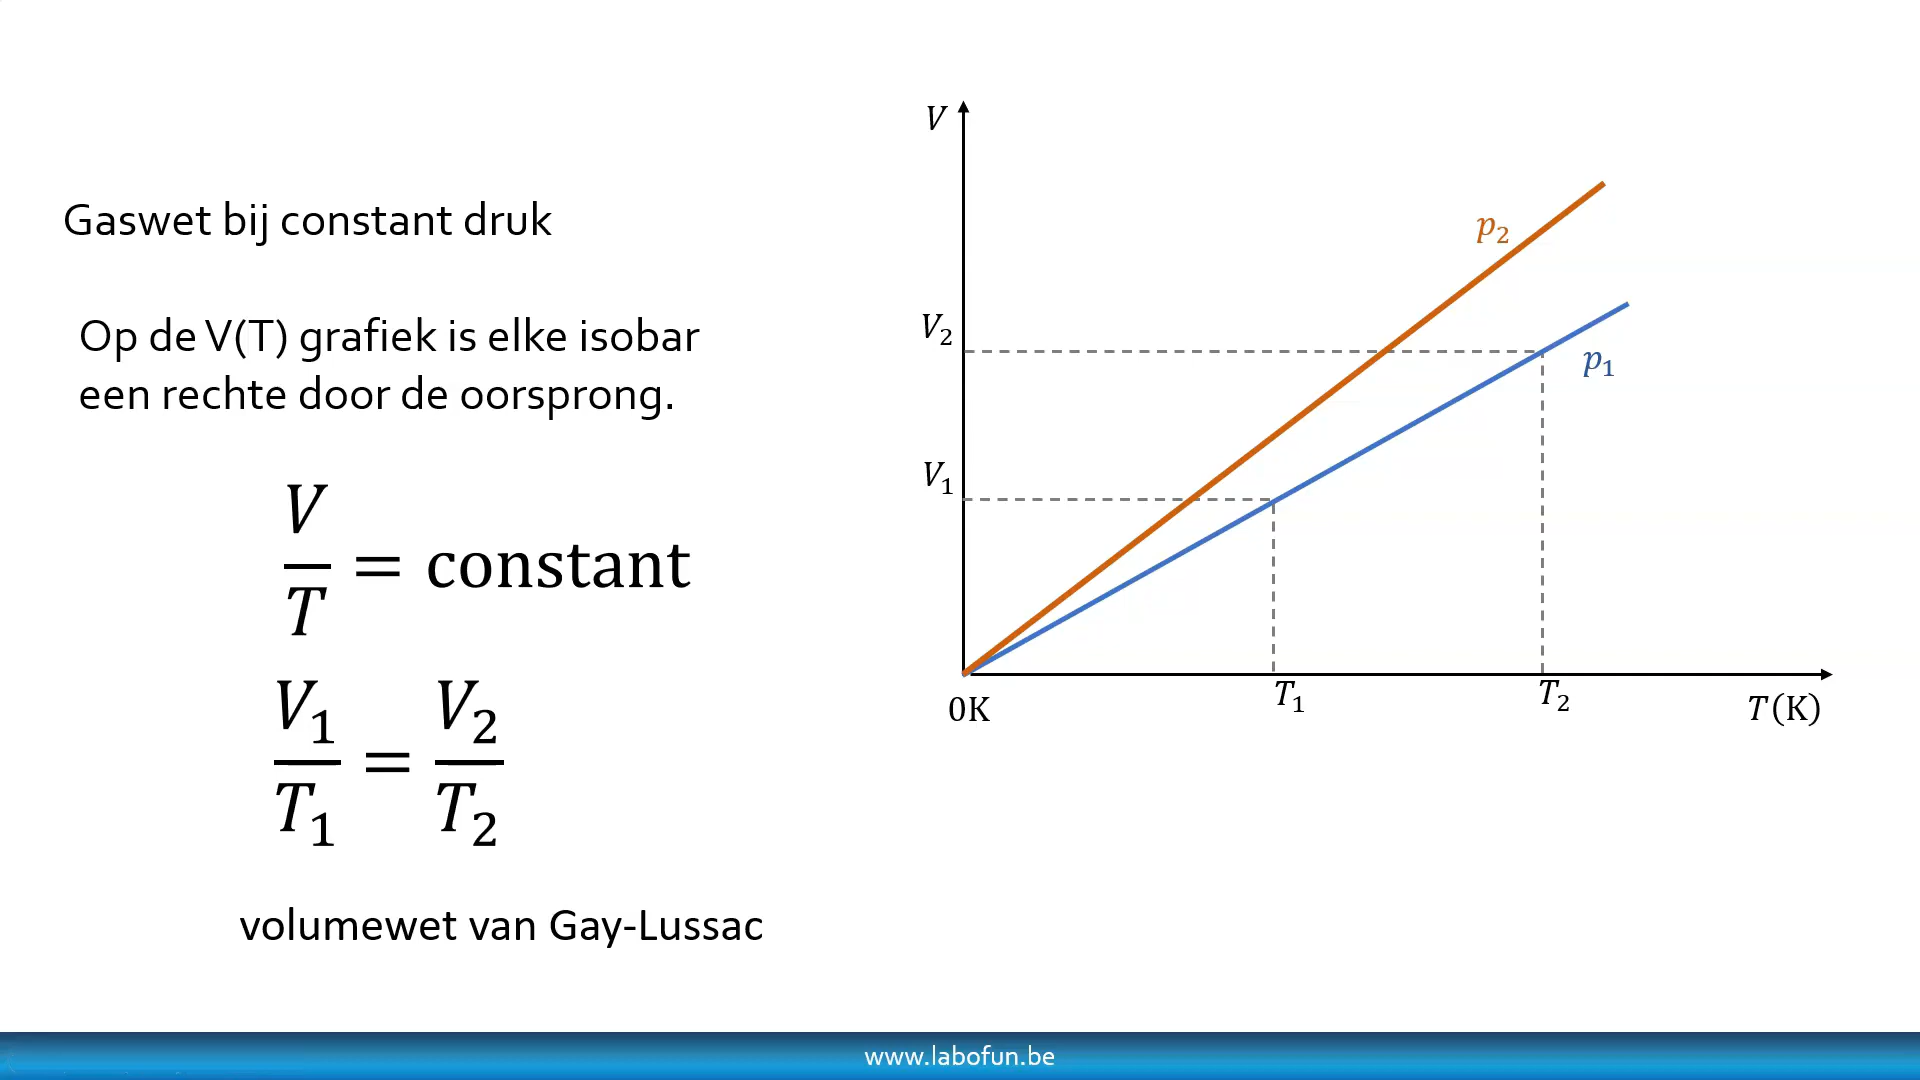 Gaswet bij constant druk
Op de V(T) grafiek is elke isobar
een rechte door de oorsprong.
V/T = constant
V₁/T₁ = V₂/T₂
volumewet van Gay-Lussac
V
p₂
V₂
p₁
V₁
0K
T₁
T₂
T(K)
www.labofun.be